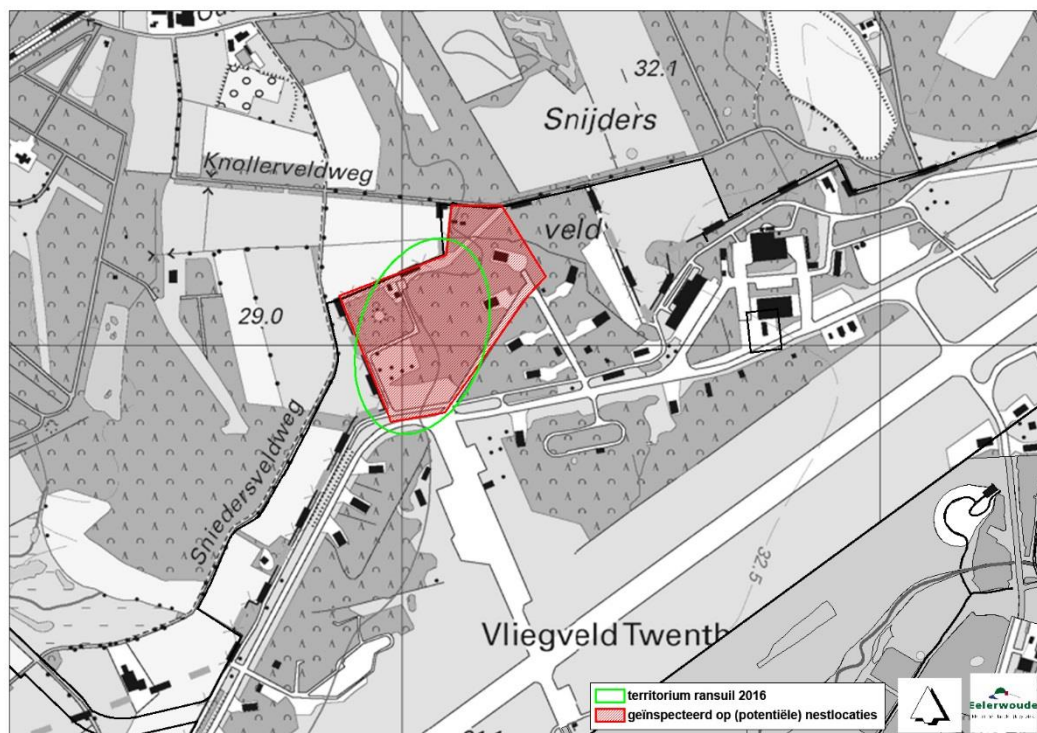 Ou
32.1
Snijders
Knollerveldweg
veld
29.0
Sniedersveldweg
32.5
Vliegveld Twenth
territorium ransuil 2016
geïnspecteerd op (potentiële) nestlocaties
Eelerwoude